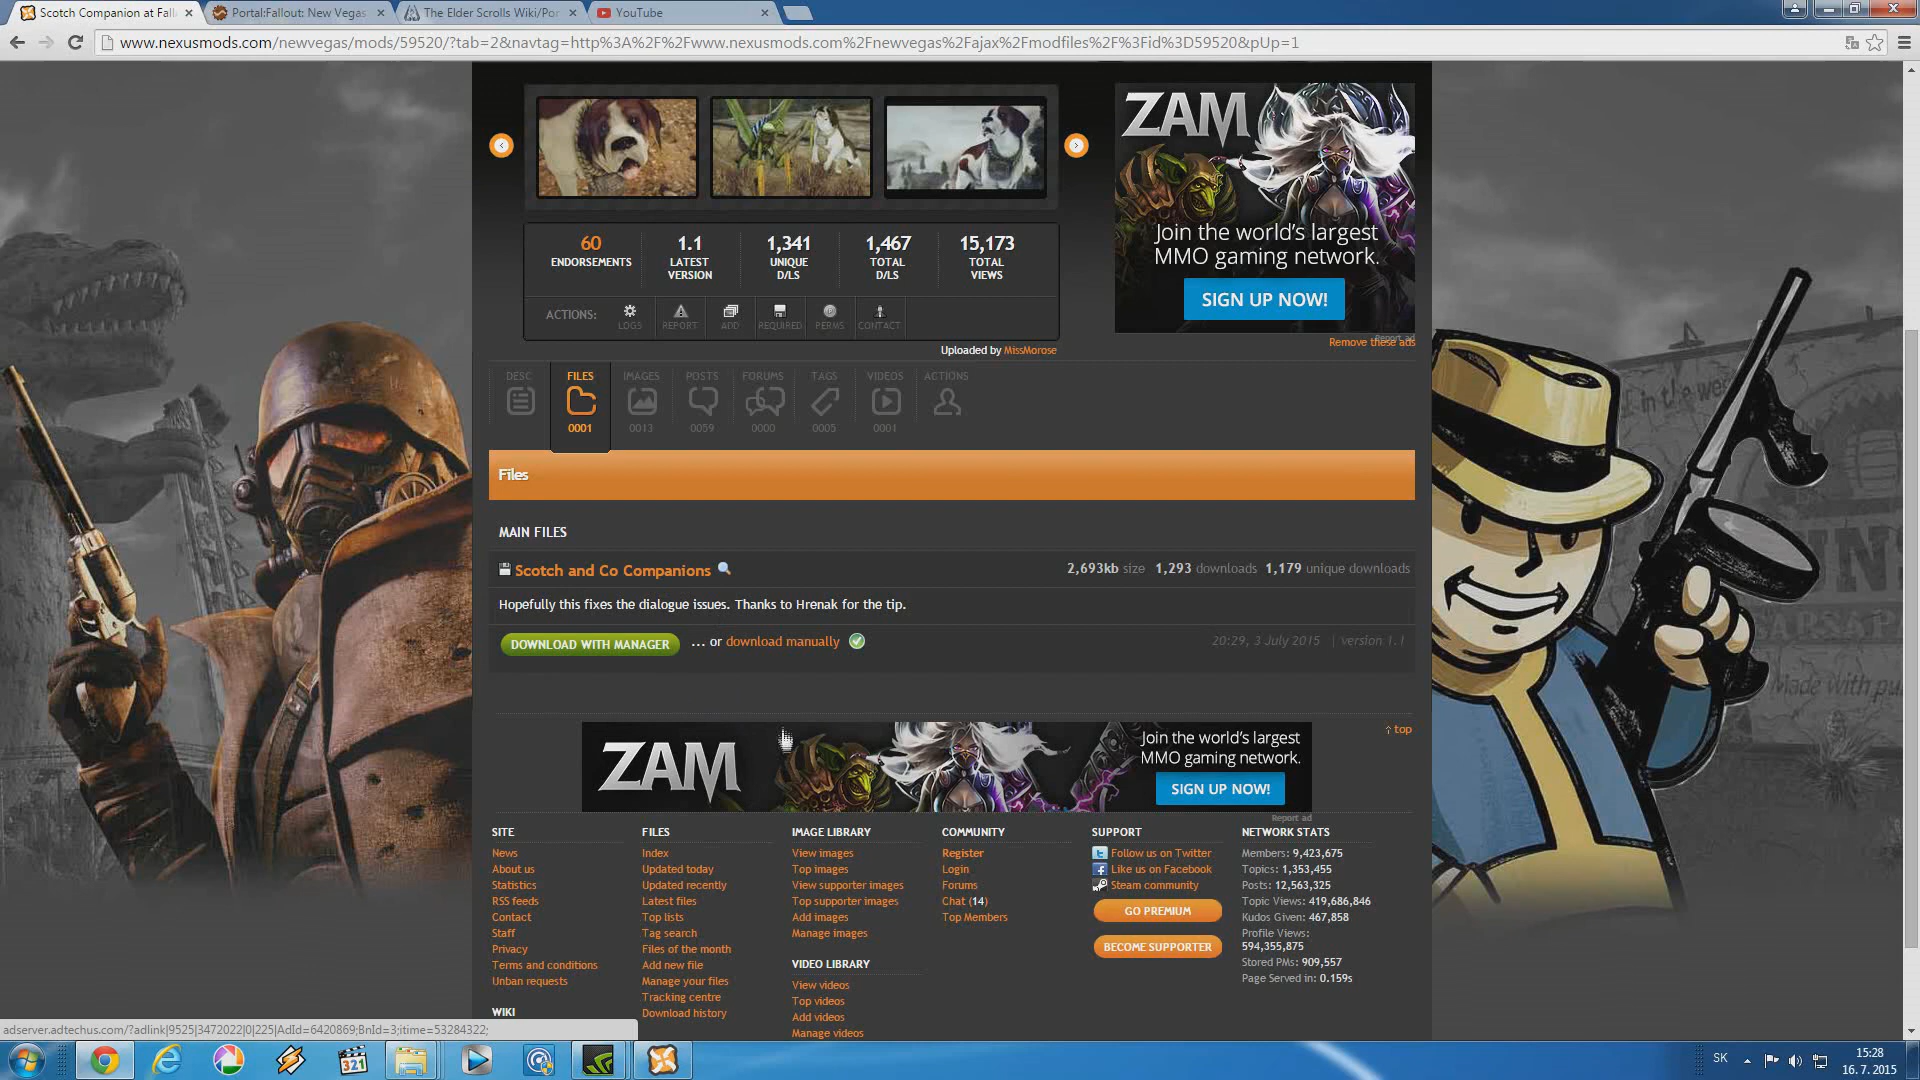 Scotch Companion at Fall
Portal:Fallout: New Vegas
The Elder Scrolls Wiki/Por
YouTube
www.nexusmods.com/newvegas/mods/59520/?tab=2&navtag=http%3A%2F%2Fwww.nexusmods.com%2Fnewvegas%2Fajax%2Fmodfiles%2F%3Fid%3D59520&pUp=1
ZAM
Join the world's largest
MMO gaming network.
SIGN UP NOW!
Report ad
Remove these ads
60
ENDORSEMENTS
1.1
LATEST
VERSION
1,341
UNIQUE
D/LS
1,467
TOTAL
D/LS
15,173
TOTAL
VIEWS
ACTIONS:
LOGS
REPORT
ADD
REQUIRED
PERMS
CONTACT
Uploaded by MissMorose
DESC
FILES
0001
IMAGES
0013
POSTS
0059
FORUMS
0000
TAGS
0005
VIDEOS
0001
ACTIONS
Files
MAIN FILES
Scotch and Co Companions
2,693kb size 1,293 downloads 1,179 unique downloads
Hopefully this fixes the dialogue issues. Thanks to Hrenak for the tip.
DOWNLOAD WITH MANAGER
... or download manually
20:29, 3 July 2015 | version 1.1
top
ZAM
Join the world's largest
MMO gaming network.
SIGN UP NOW!
Report ad
SITE
News
About us
Statistics
RSS feeds
Contact
Staff
Privacy
Terms and conditions
Unban requests
WIKI
FILES
Index
Updated today
Updated recently
Latest files
Top lists
Tag search
Files of the month
Add new file
Manage your files
Tracking centre
Download history
IMAGE LIBRARY
View images
Top images
View supporter images
Top supporter images
Add images
Manage images
VIDEO LIBRARY
View videos
Top videos
Add videos
Manage videos
COMMUNITY
Register
Login
Forums
Chat (14)
Top Members
SUPPORT
Follow us on Twitter
Like us on Facebook
Steam community
GO PREMIUM
BECOME SUPPORTER
NETWORK STATS
Members: 9,423,675
Topics: 1,353,455
Posts: 12,563,325
Topic Views: 419,686,846
Kudos Given: 467,858
Profile Views:
594,355,875
Stored PMs: 909,557
Page Served in: 0.159s
adserver.adtechus.com/?adlink|9525|3472022|0|225|AdId=6420869;BnId=3;itime=53284322;
321
SK
15:28
16. 7. 2015